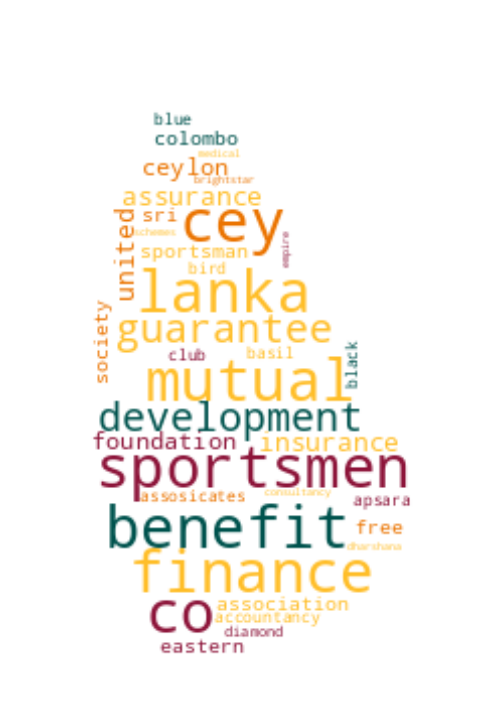 blue
colombo
medical
ceylon
brightstar
assurance
united
sri
cey
schemes
empire
sportsman
bird
lanka
society
guarantee
club
basil
black
mutual
development
foundation
insurance
sportsmen
assosicates
consultancy
apsara
benefit
free
dharshana
finance
co
association
accountancy
diamond
eastern